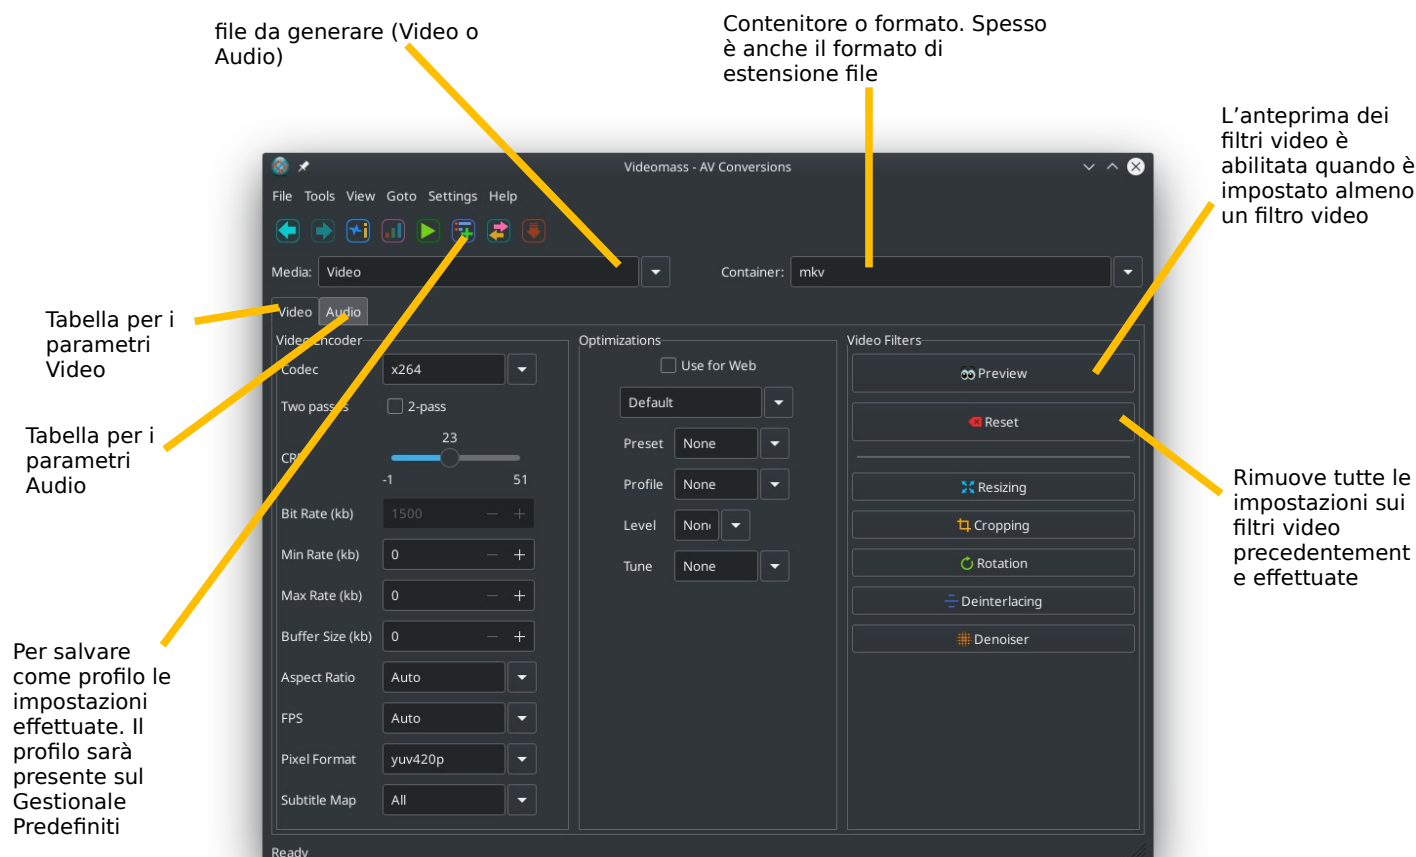 file da generare (Video o
Audio)
Contenitore o formato. Spesso
è anche il formato di
estensione file
L’anteprima dei
filtri video è
abilitata quando è
impostato almeno
un filtro video
Videomass - AV Conversions
File Tools View Goto Settings Help
Media: Video
Container: mkv
Video Audio
Tabella per i
parametri
Video
Tabella per i
parametri
Audio
Per salvare
come profilo le
impostazioni
effettuate. Il
profilo sarà
presente sul
Gestionale
Predefiniti
Video Encoder
Codec x264
Two passes 2-pass
23
CRF
-1 51
Bit Rate (kb) 1500
Min Rate (kb) 0
Max Rate (kb) 0
Buffer Size (kb) 0
Aspect Ratio Auto
FPS Auto
Pixel Format yuv420p
Subtitle Map All
Optimizations
Use for Web
Default
Preset None
Profile None
Level Non
Tune None
Video Filters
Preview
Reset
Resizing
Cropping
Rotation
Deinterlacing
Denoiser
Rimuove tutte le
impostazioni sui
filtri video
precedentement
e effettuate
Ready